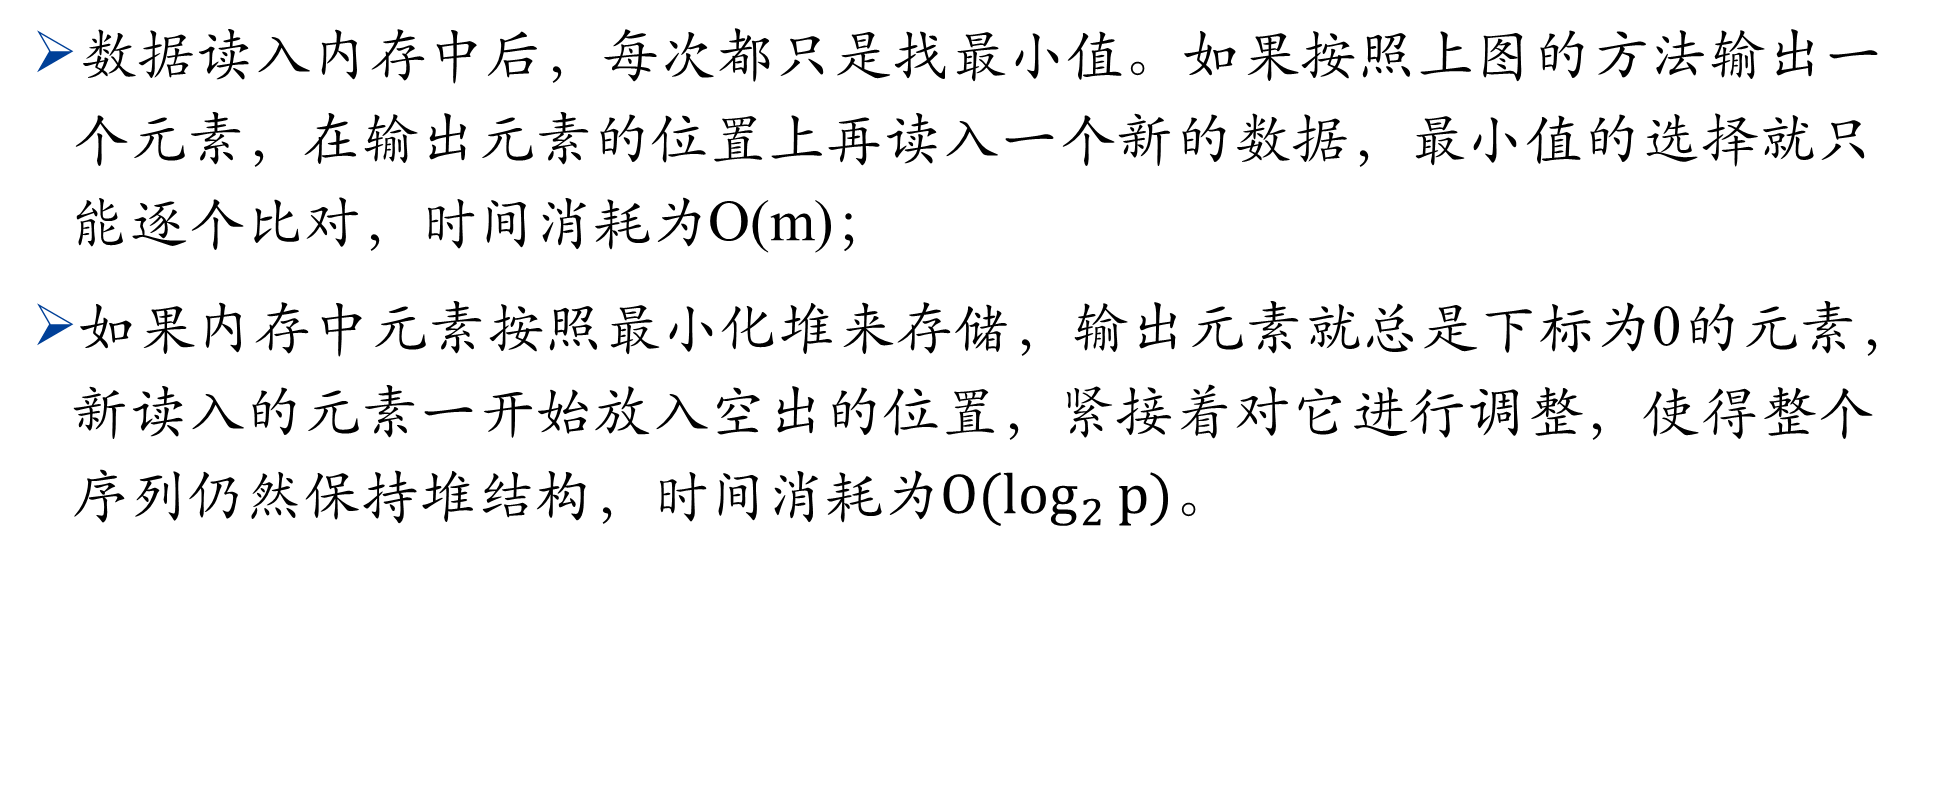 ➢数据读入内存中后，每次都只是找最小值。如果按照上图的方法输出一
个元素，在输出元素的位置上再读入一个新的数据，最小值的选择就只
能逐个比对，时间消耗为O(m)；
➢如果内存中元素按照最小化堆来存储，输出元素就总是下标为0的元素，
新读入的元素一开始放入空出的位置，紧接着对它进行调整，使得整个
序列仍然保持堆结构，时间消耗为O(log₂ p)。